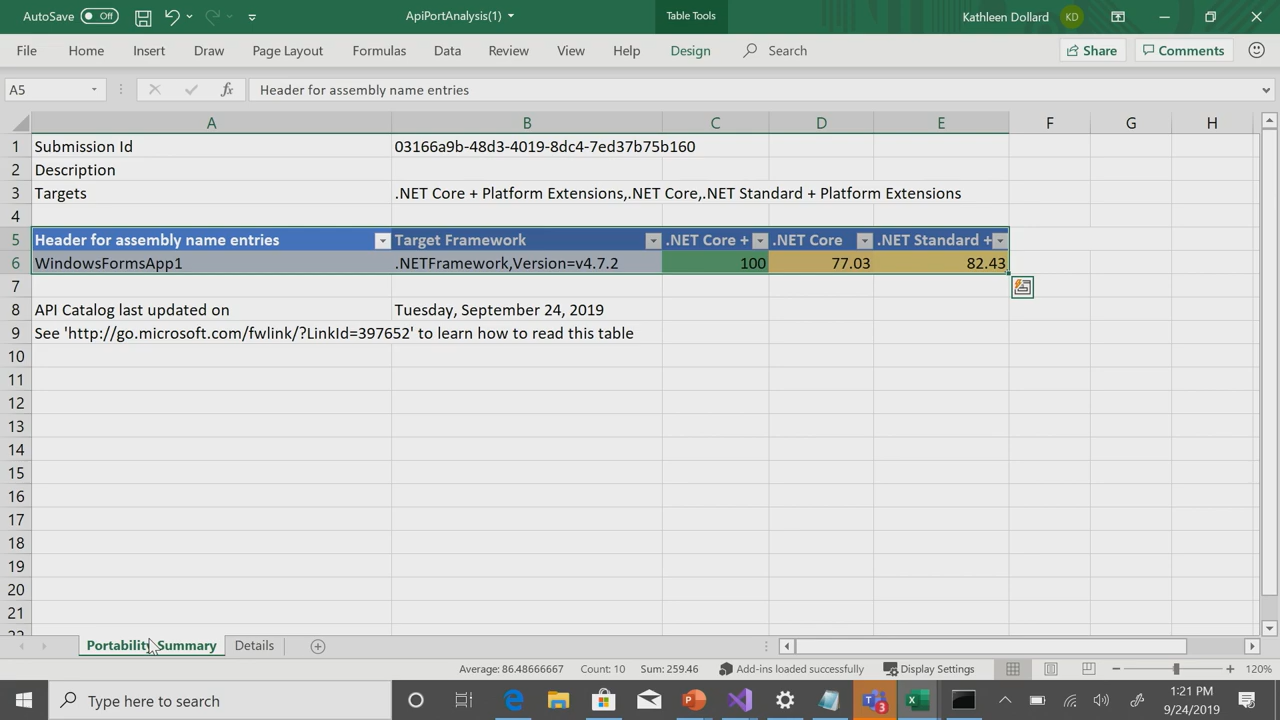 AutoSave Off ApiPortAnalysis(1) Table Tools Kathleen Dollard KD
File Home Insert Draw Page Layout Formulas Data Review View Help Design Search Share Comments
A5 fx Header for assembly name entries
A B C D E F G H
1 Submission Id 03166a9b-48d3-4019-8dc4-7ed37b75b160
2 Description
3 Targets .NET Core + Platform Extensions,.NET Core,.NET Standard + Platform Extensions
4
5 Header for assembly name entries Target Framework .NET Core + .NET Core .NET Standard +
6 WindowsFormsApp1 .NETFramework,Version=v4.7.2 100 77.03 82.43
7
8 API Catalog last updated on Tuesday, September 24, 2019
9 See 'http://go.microsoft.com/fwlink/?LinkId=397652' to learn how to read this table
10
11
12
13
14
15
16
17
18
19
20
21
22
Portability Summary Details
Average: 86.48666667 Count: 10 Sum: 259.46 Add-ins loaded successfully Display Settings 120%
Type here to search 3 1:21 PM
9/24/2019